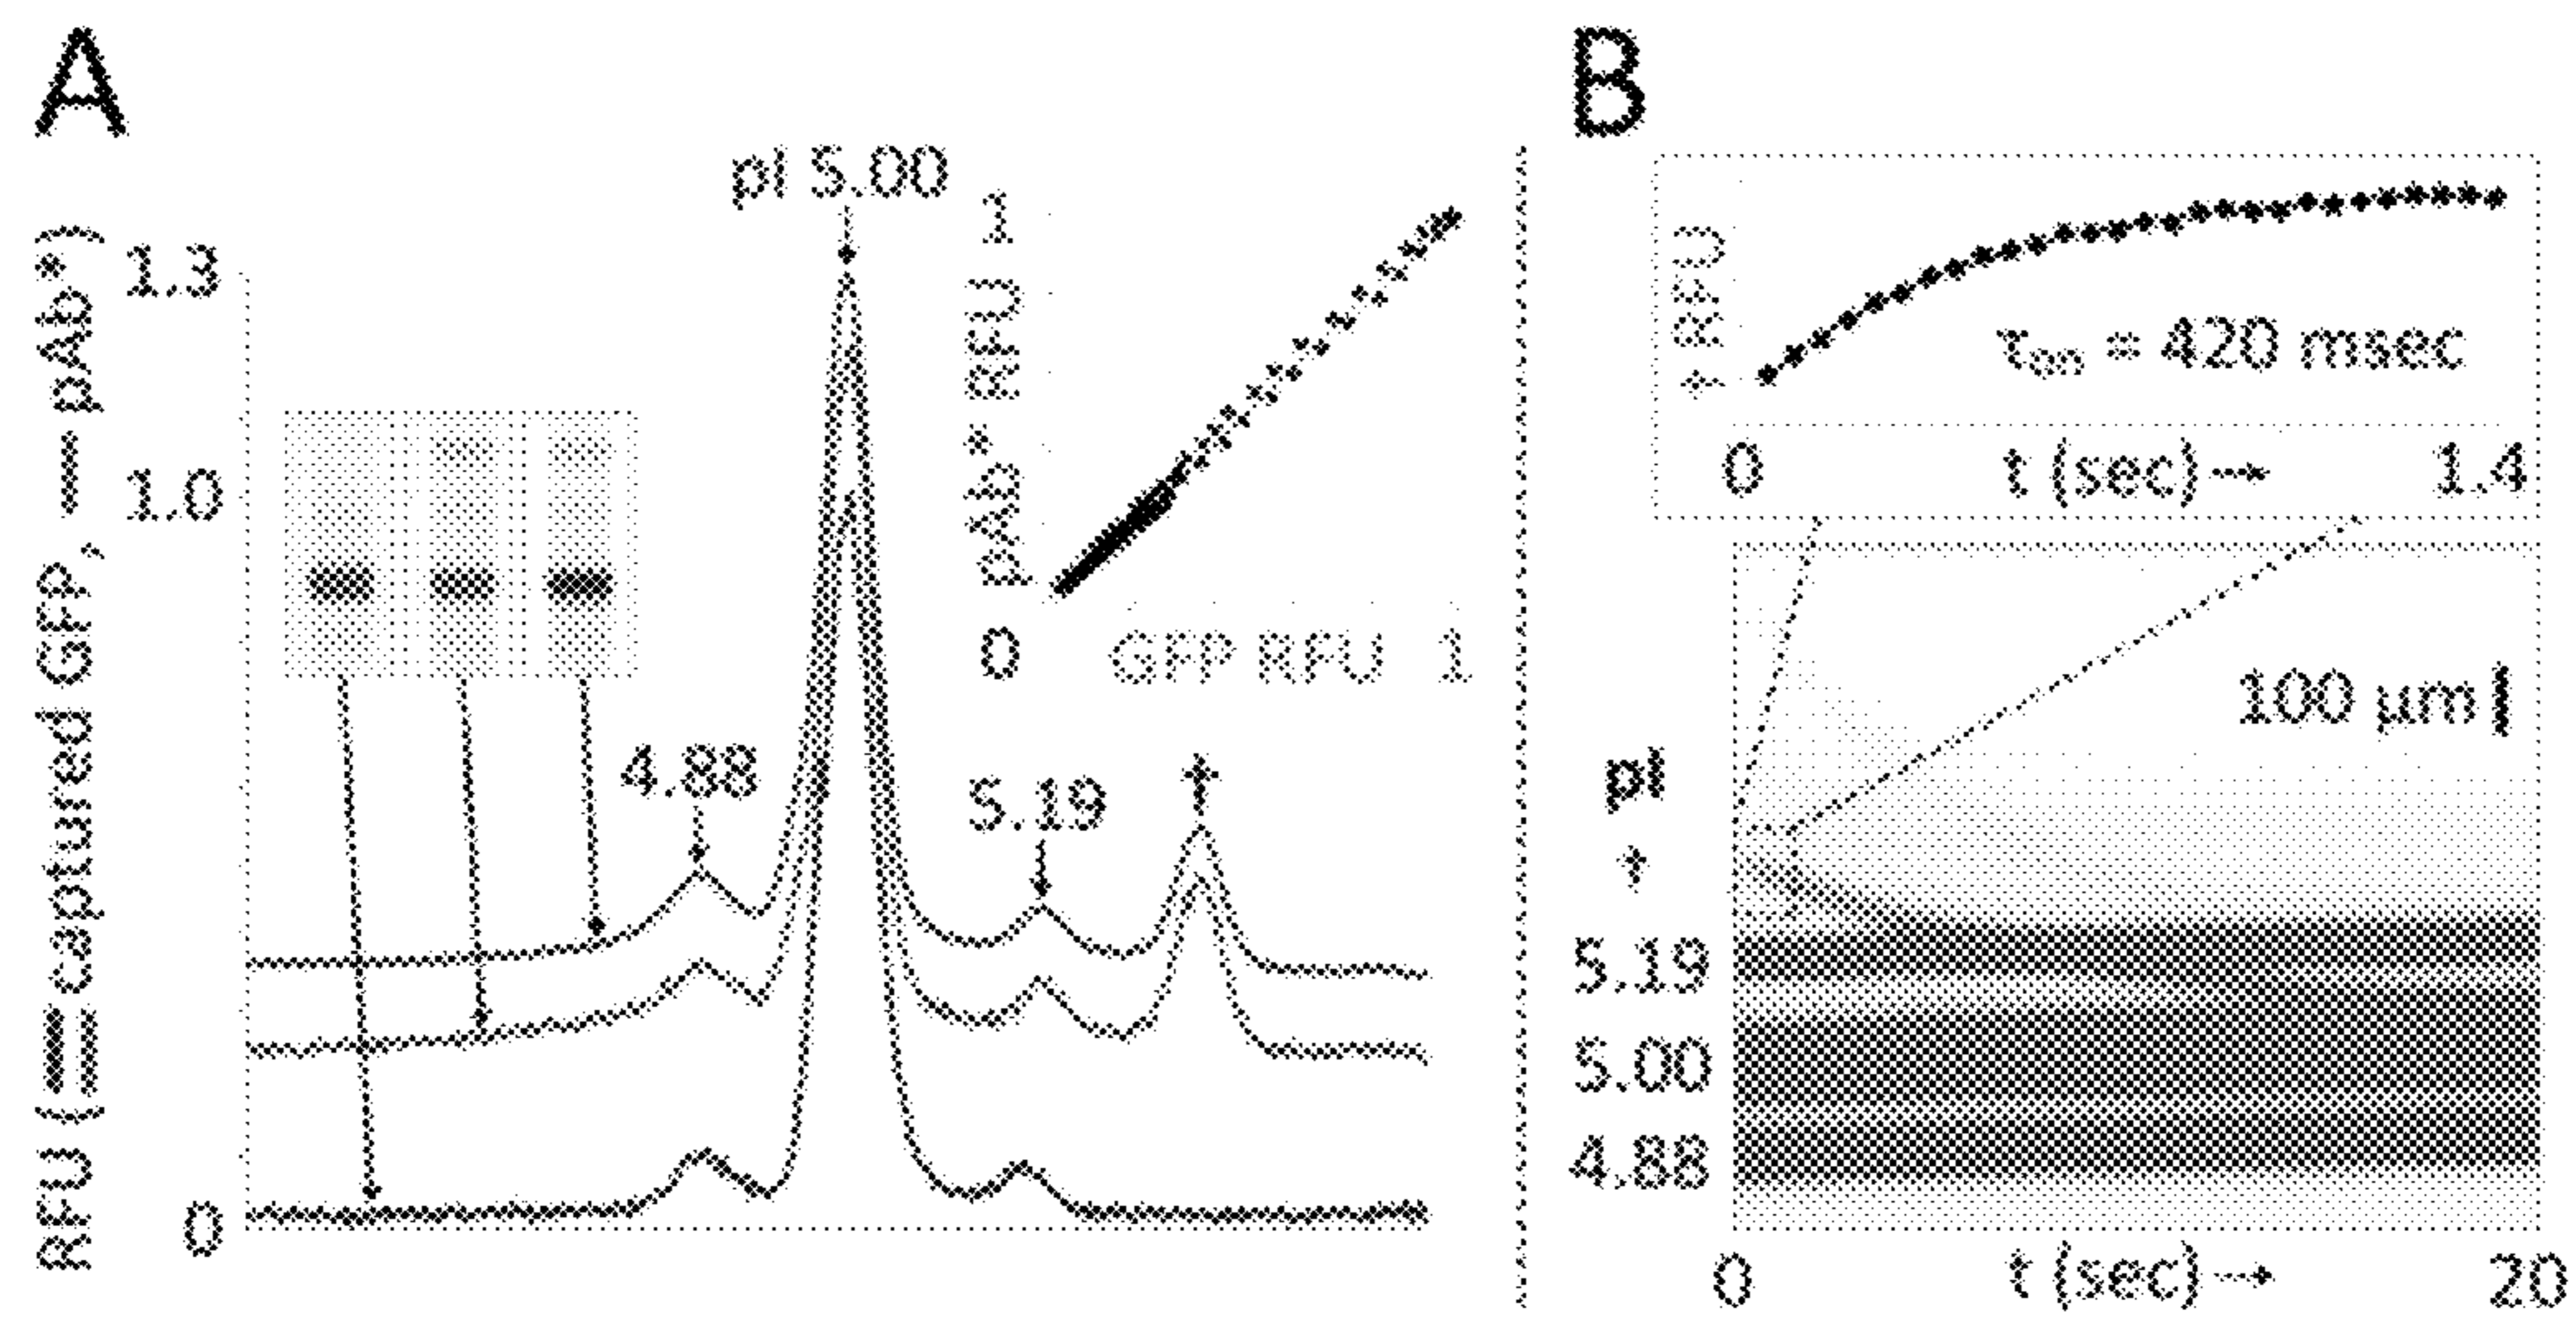 A
RFU (══ captured GFP, — pAb*)
1.3
1.0
0
pI 5.00
4.88
5.19
†
pAb* RFU 1
0 GFP RFU 1
B
† RFU
τon = 420 msec
0 t (sec)→ 1.4
100 μm
pI
†
5.19
5.00
4.88
0 t (sec)→ 20